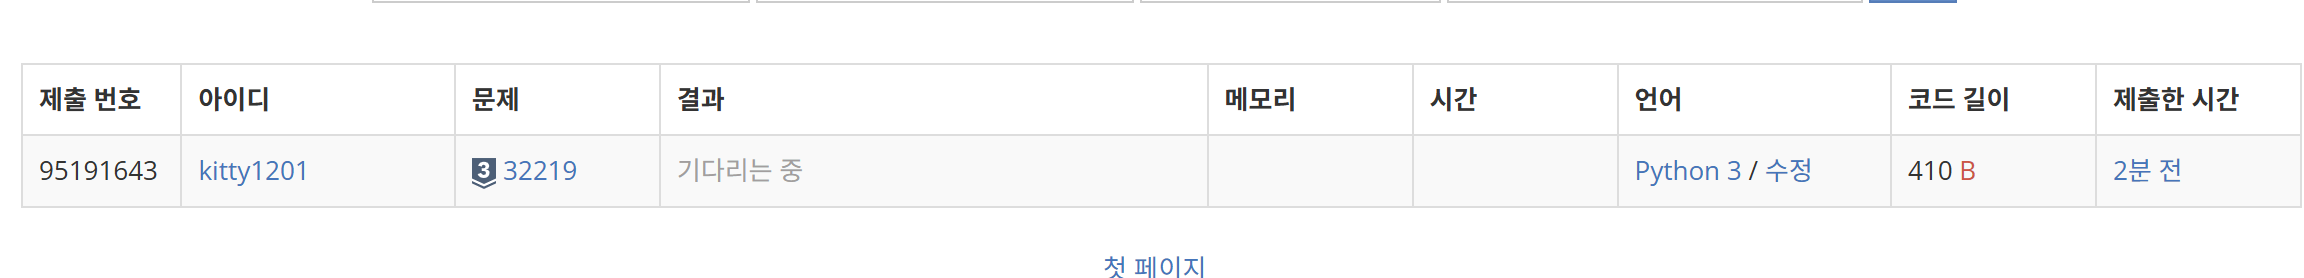 제출 번호 아이디 문제 결과 메모리 시간 언어 코드 길이 제출한 시간
95191643 kitty1201 3 32219 기다리는 중 Python 3 / 수정 410 B 2분 전
첫 페이지